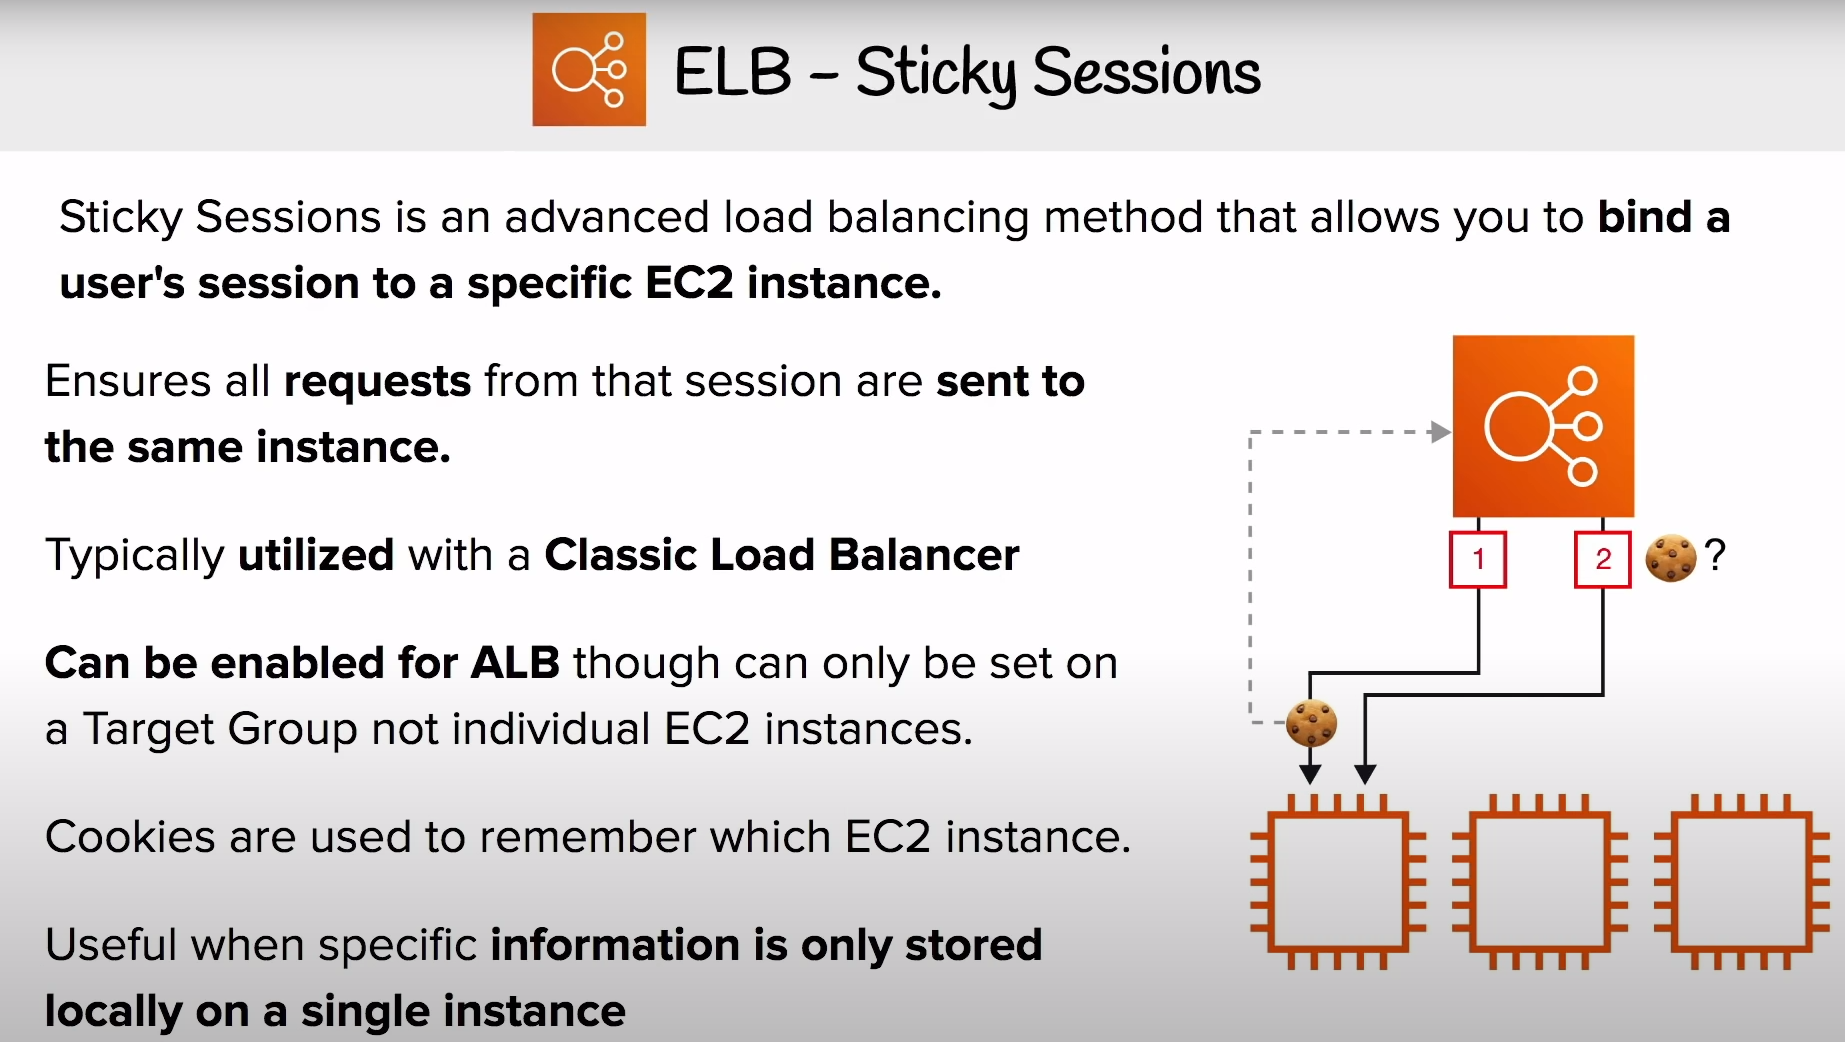 ELB – Sticky Sessions
Sticky Sessions is an advanced load balancing method that allows you to bind a
user's session to a specific EC2 instance.
Ensures all requests from that session are sent to
the same instance.
Typically utilized with a Classic Load Balancer
Can be enabled for ALB though can only be set on
a Target Group not individual EC2 instances.
Cookies are used to remember which EC2 instance.
Useful when specific information is only stored
locally on a single instance
1
2
?